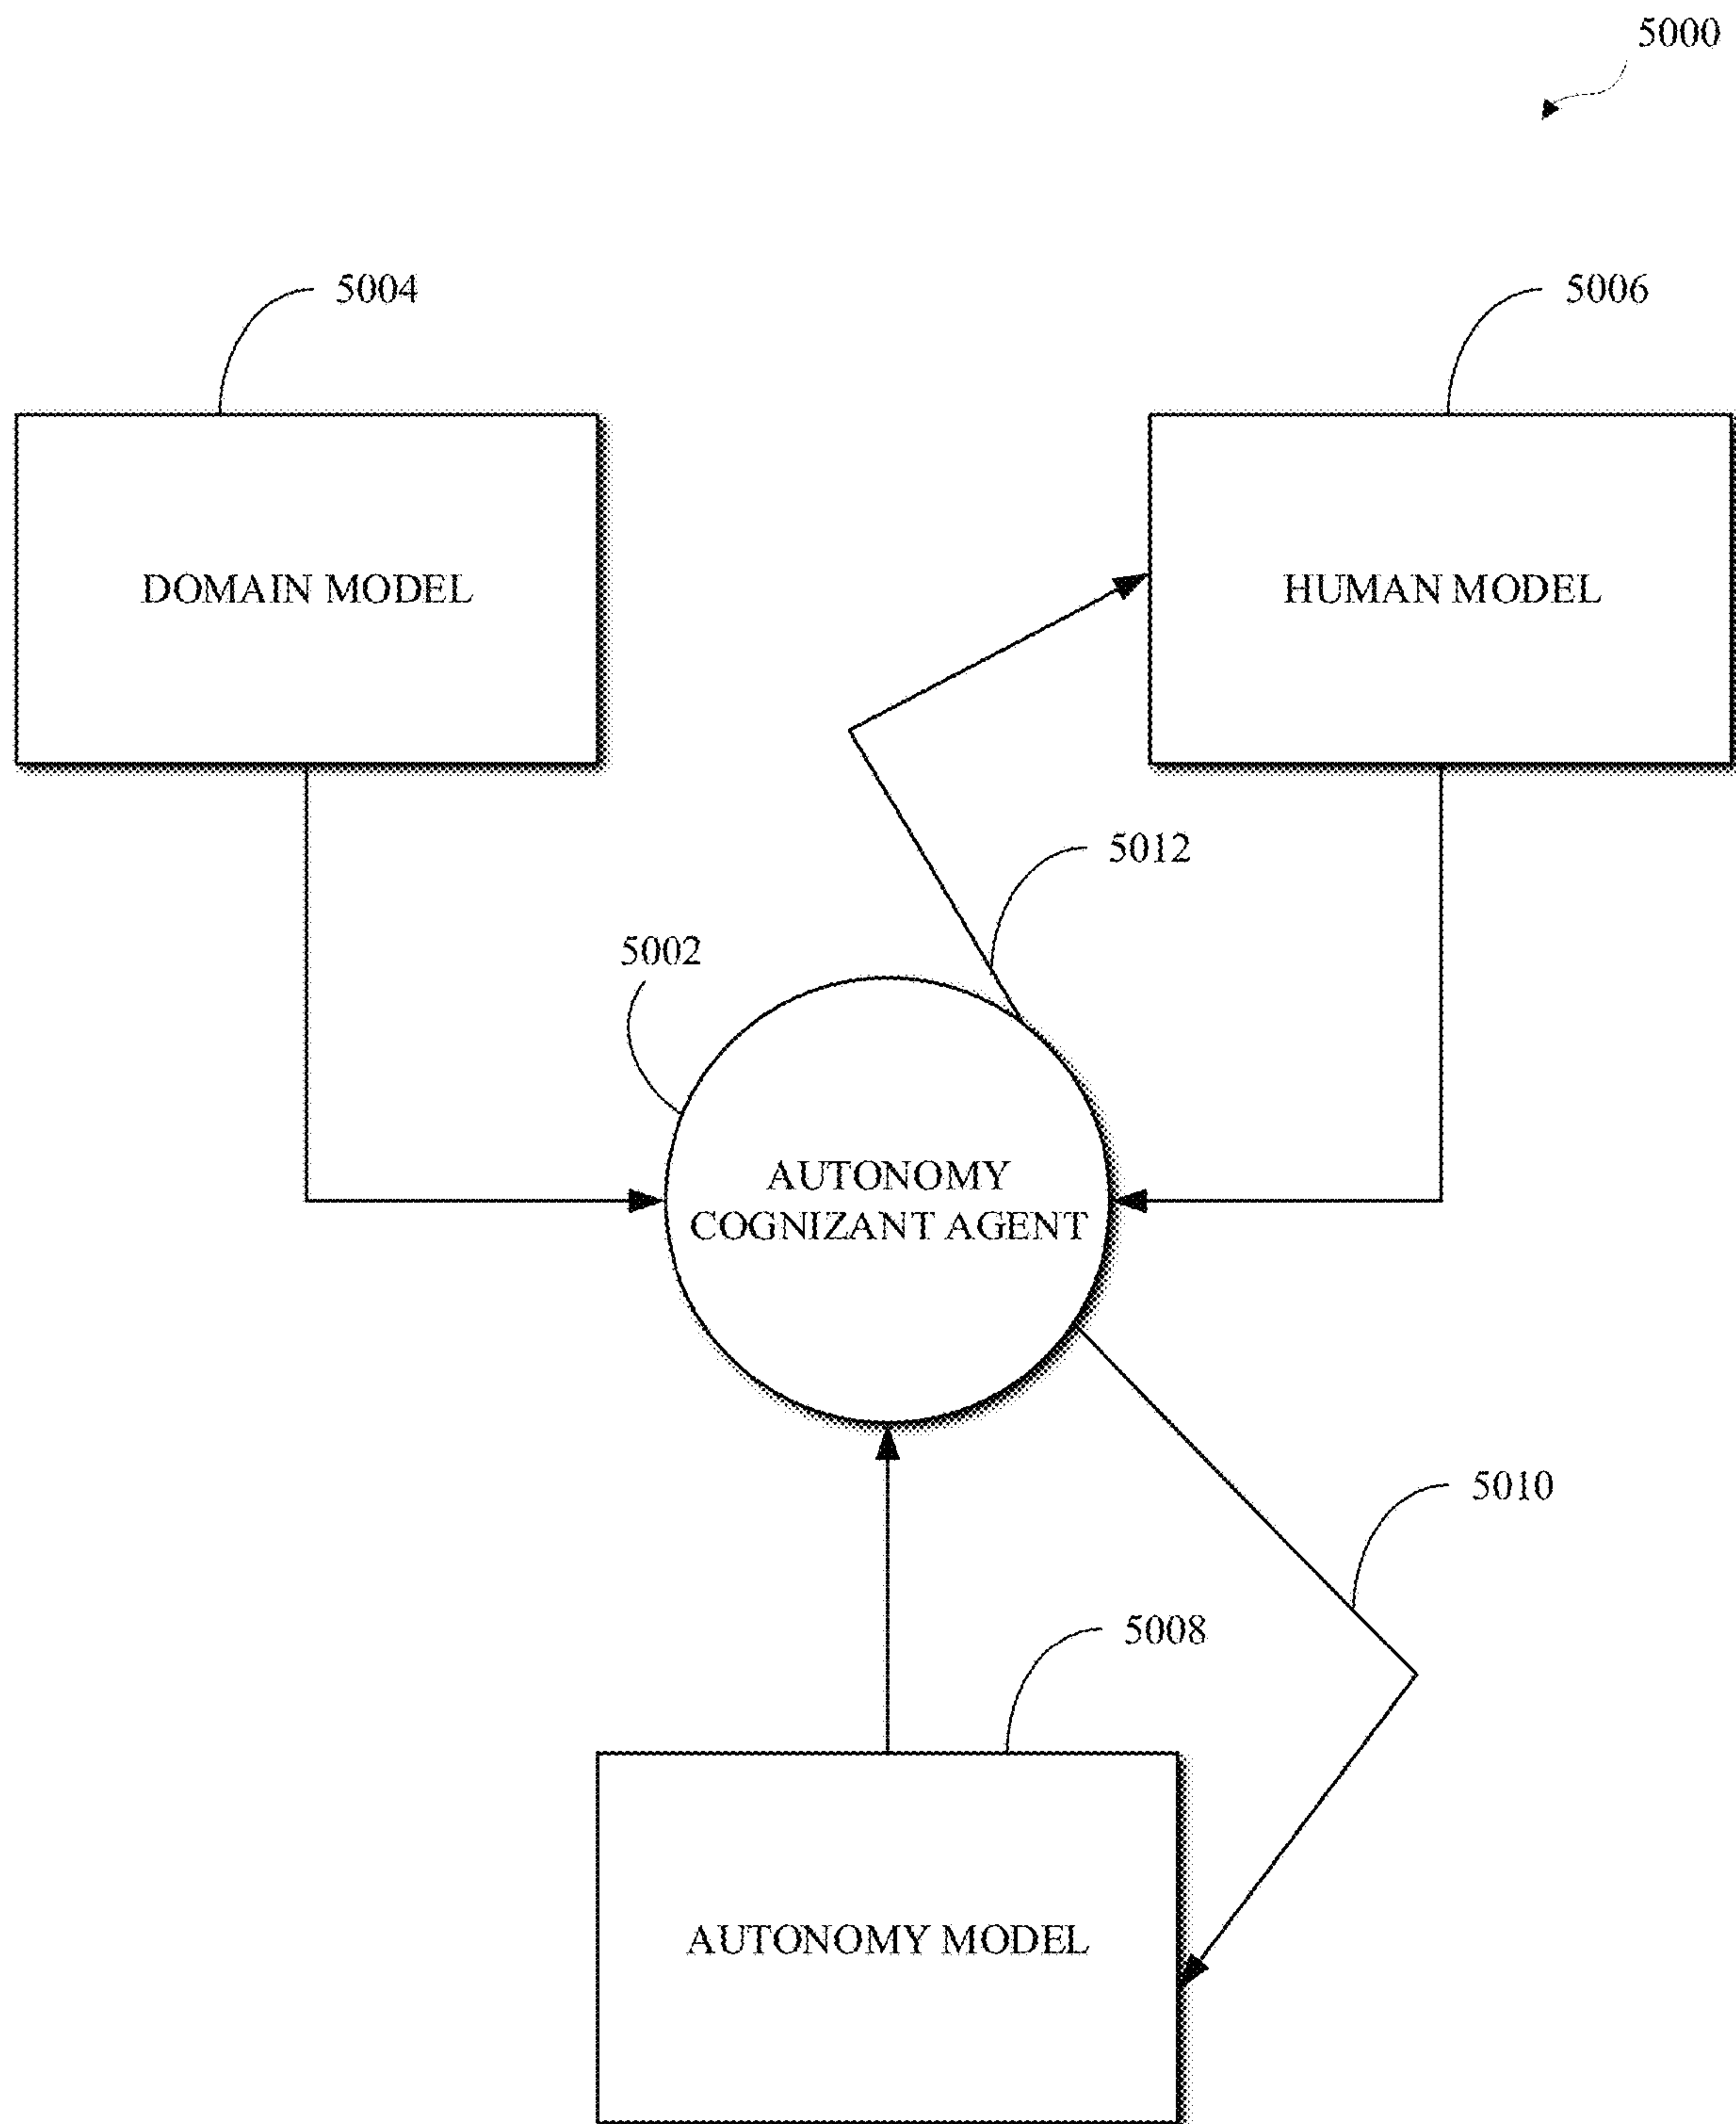 5000
5004
5006
DOMAIN MODEL
HUMAN MODEL
5012
5002
AUTONOMY
COGNIZANT AGENT
5010
5008
AUTONOMY MODEL